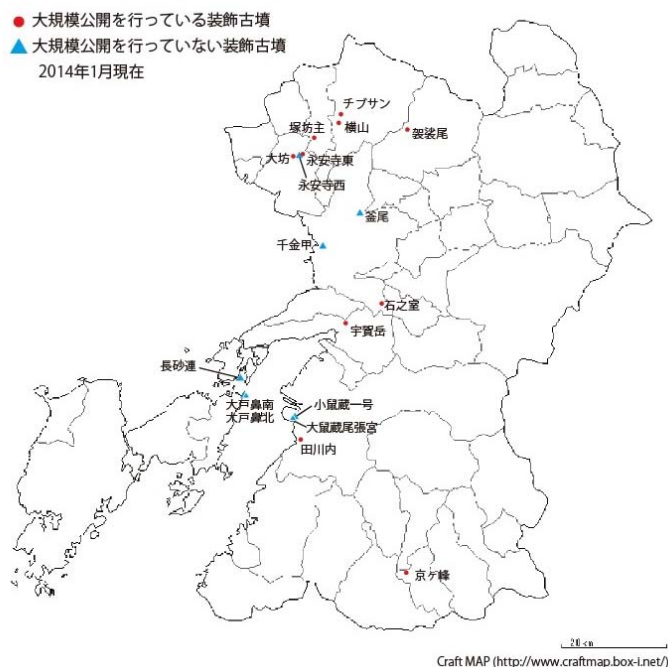 大規模公開を行っている装飾古墳
大規模公開を行っていない装飾古墳
2014年1月現在
チブサン
横山
塚坊主
袈裟尾
大坊
永安寺東
永安寺西
釜尾
千金甲
石之室
宇賀岳
長砂連
大戸鼻南
大戸鼻北
小鼠蔵一号
大鼠蔵尾張宮
田川内
京ヶ峰
20 km
Craft MAP (http://www.craftmap.box-i.net/)